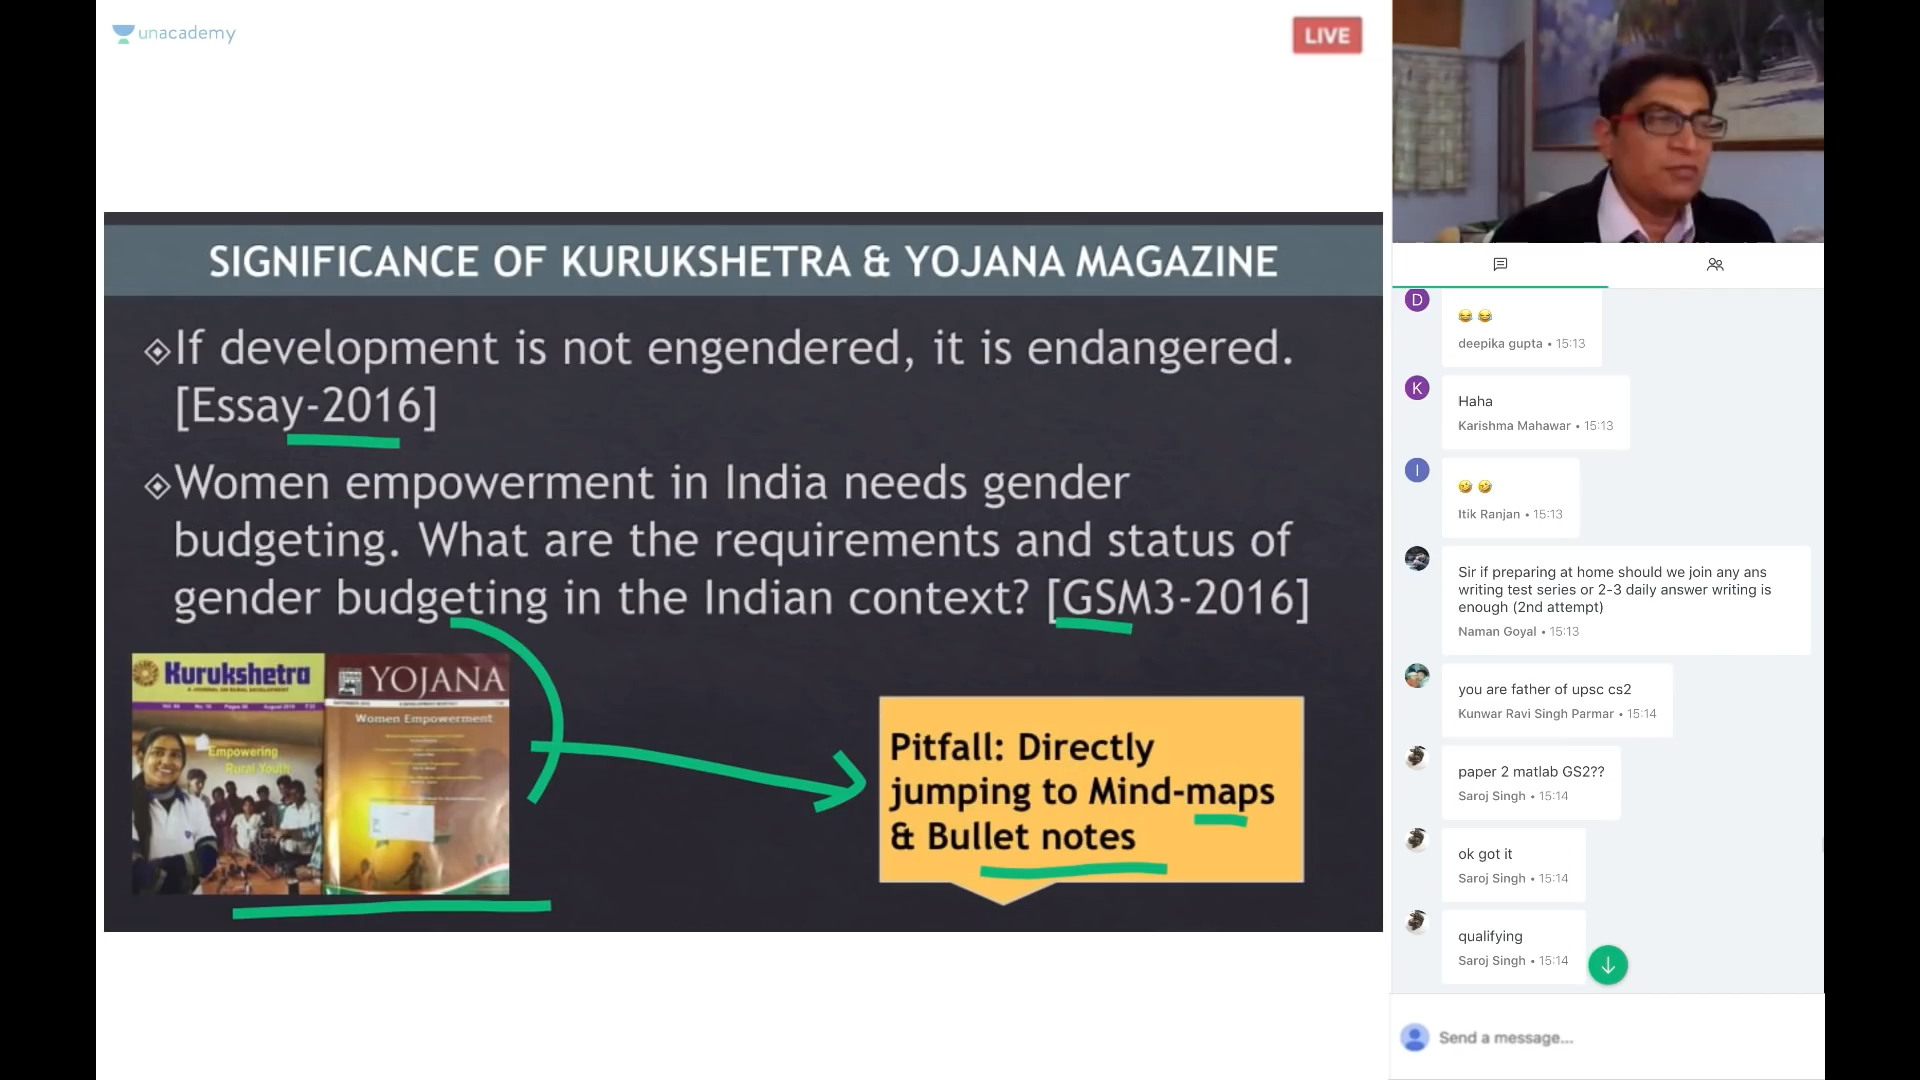 unacademy
LIVE
SIGNIFICANCE OF KURUKSHETRA & YOJANA MAGAZINE
If development is not engendered, it is endangered.
[Essay-2016]
Women empowerment in India needs gender
budgeting. What are the requirements and status of
gender budgeting in the Indian context? [GSM3-2016]
Kurukshetra
YOJANA
Women Empowerment
Empowering
Rural Youth
Pitfall: Directly
jumping to Mind-maps
& Bullet notes
D
😂 😂
deepika gupta • 15:13
K
Haha
Karishma Mahawar • 15:13
I
🤣 🤣
Itik Ranjan • 15:13
Sir if preparing at home should we join any ans
writing test series or 2-3 daily answer writing is
enough (2nd attempt)
Naman Goyal • 15:13
you are father of upsc cs2
Kunwar Ravi Singh Parmar • 15:14
paper 2 matlab GS2??
Saroj Singh • 15:14
ok got it
Saroj Singh • 15:14
qualifying
Saroj Singh • 15:14
Send a message...